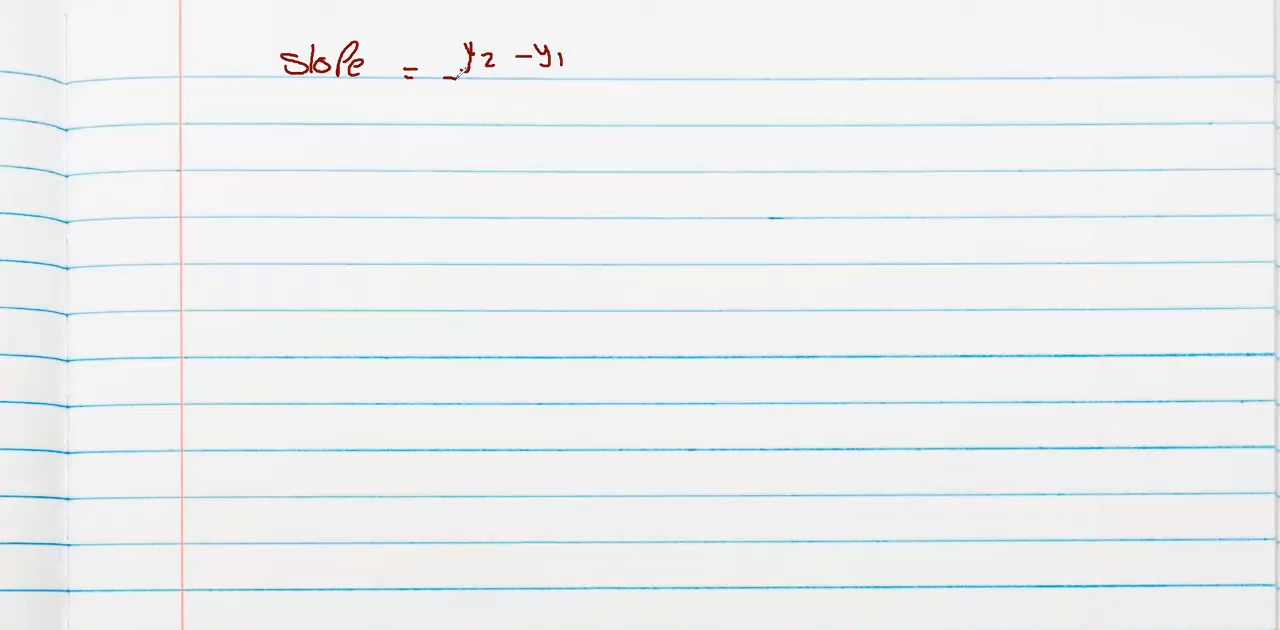 Slope = y₂ - y₁